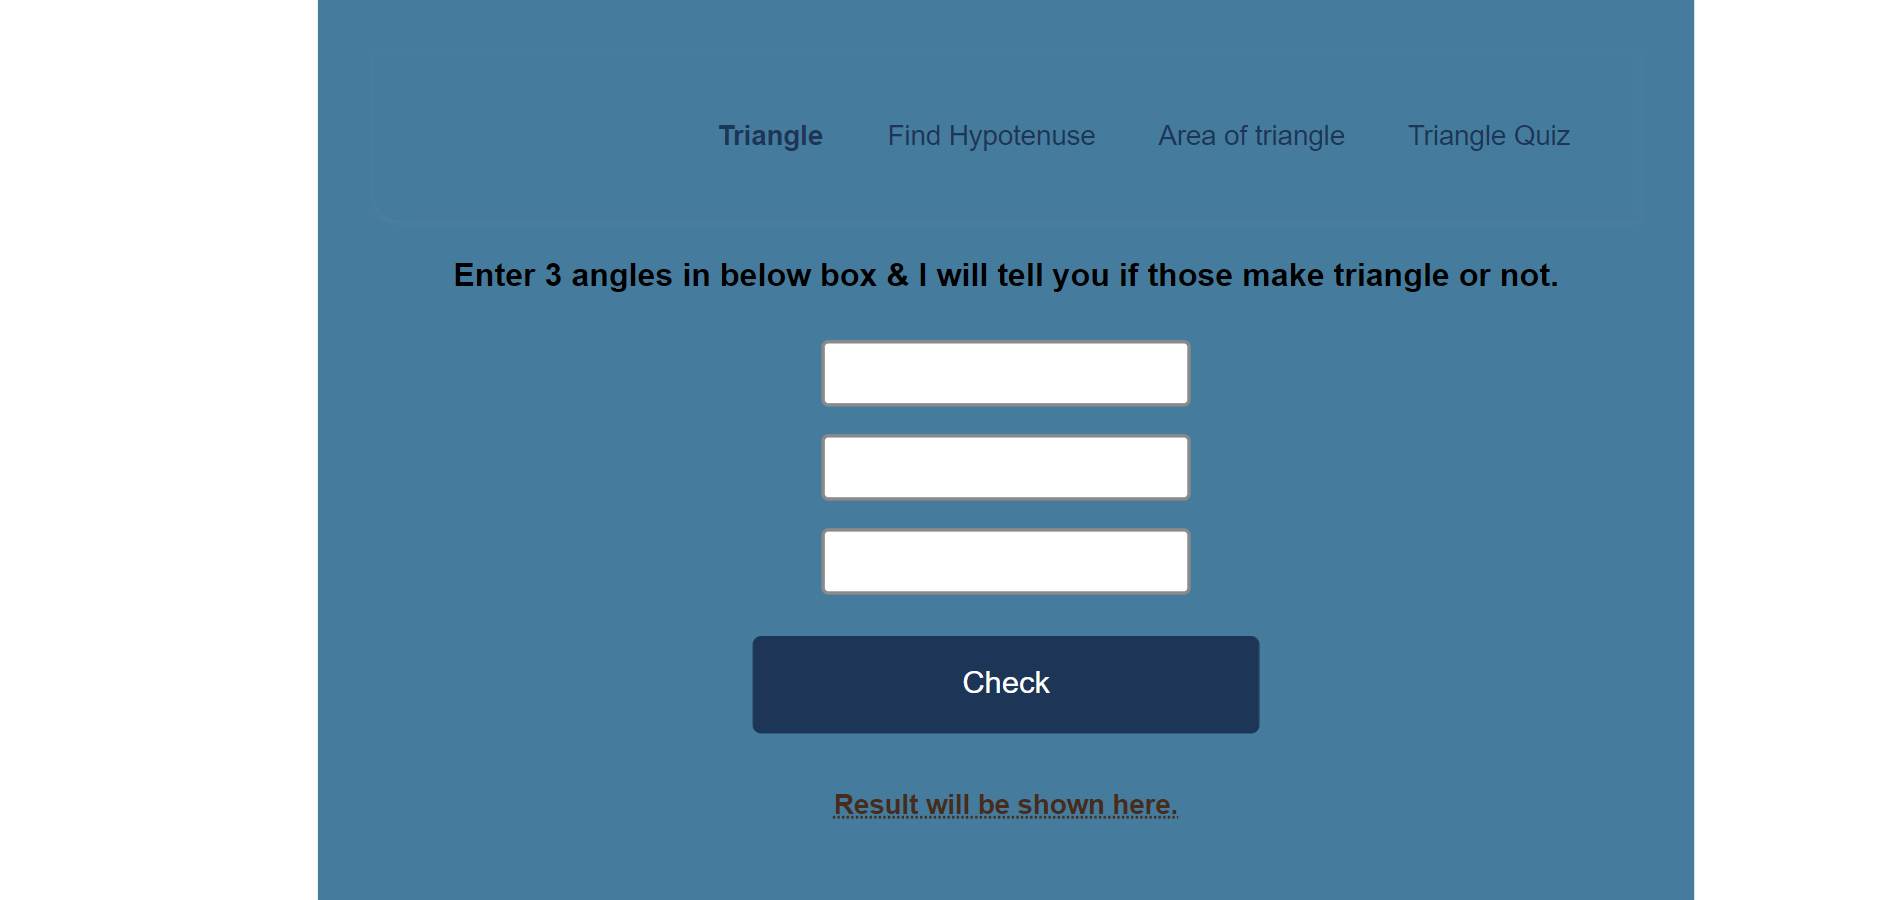 Triangle Find Hypotenuse Area of triangle Triangle Quiz
Enter 3 angles in below box & I will tell you if those make triangle or not.
Check
Result will be shown here.